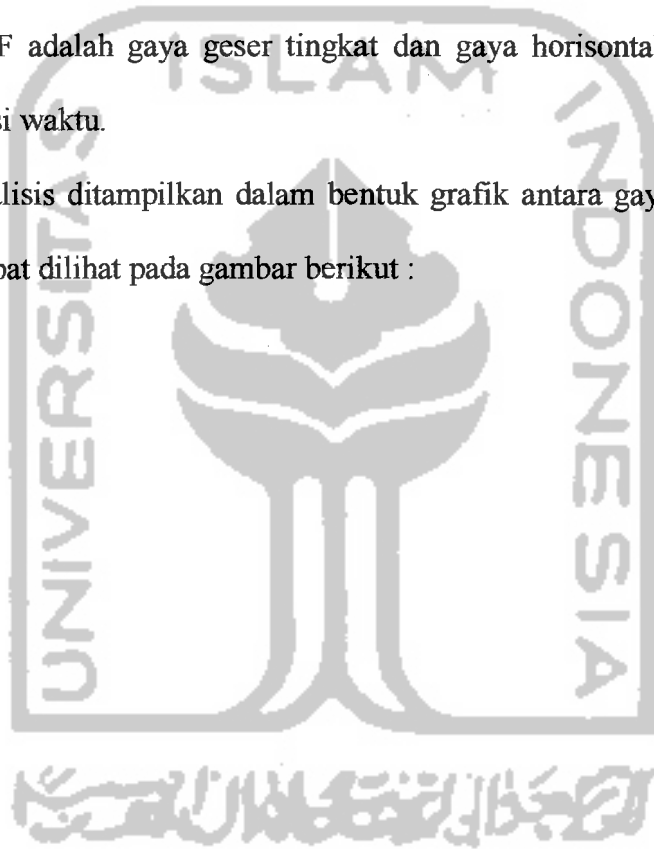 F adalah gaya geser tingkat dan gaya horisonta
si waktu.
alisis ditampilkan dalam bentuk grafik antara gay
pat dilihat pada gambar berikut :
ISLAM
UNIVERSITAS
INDONESIA